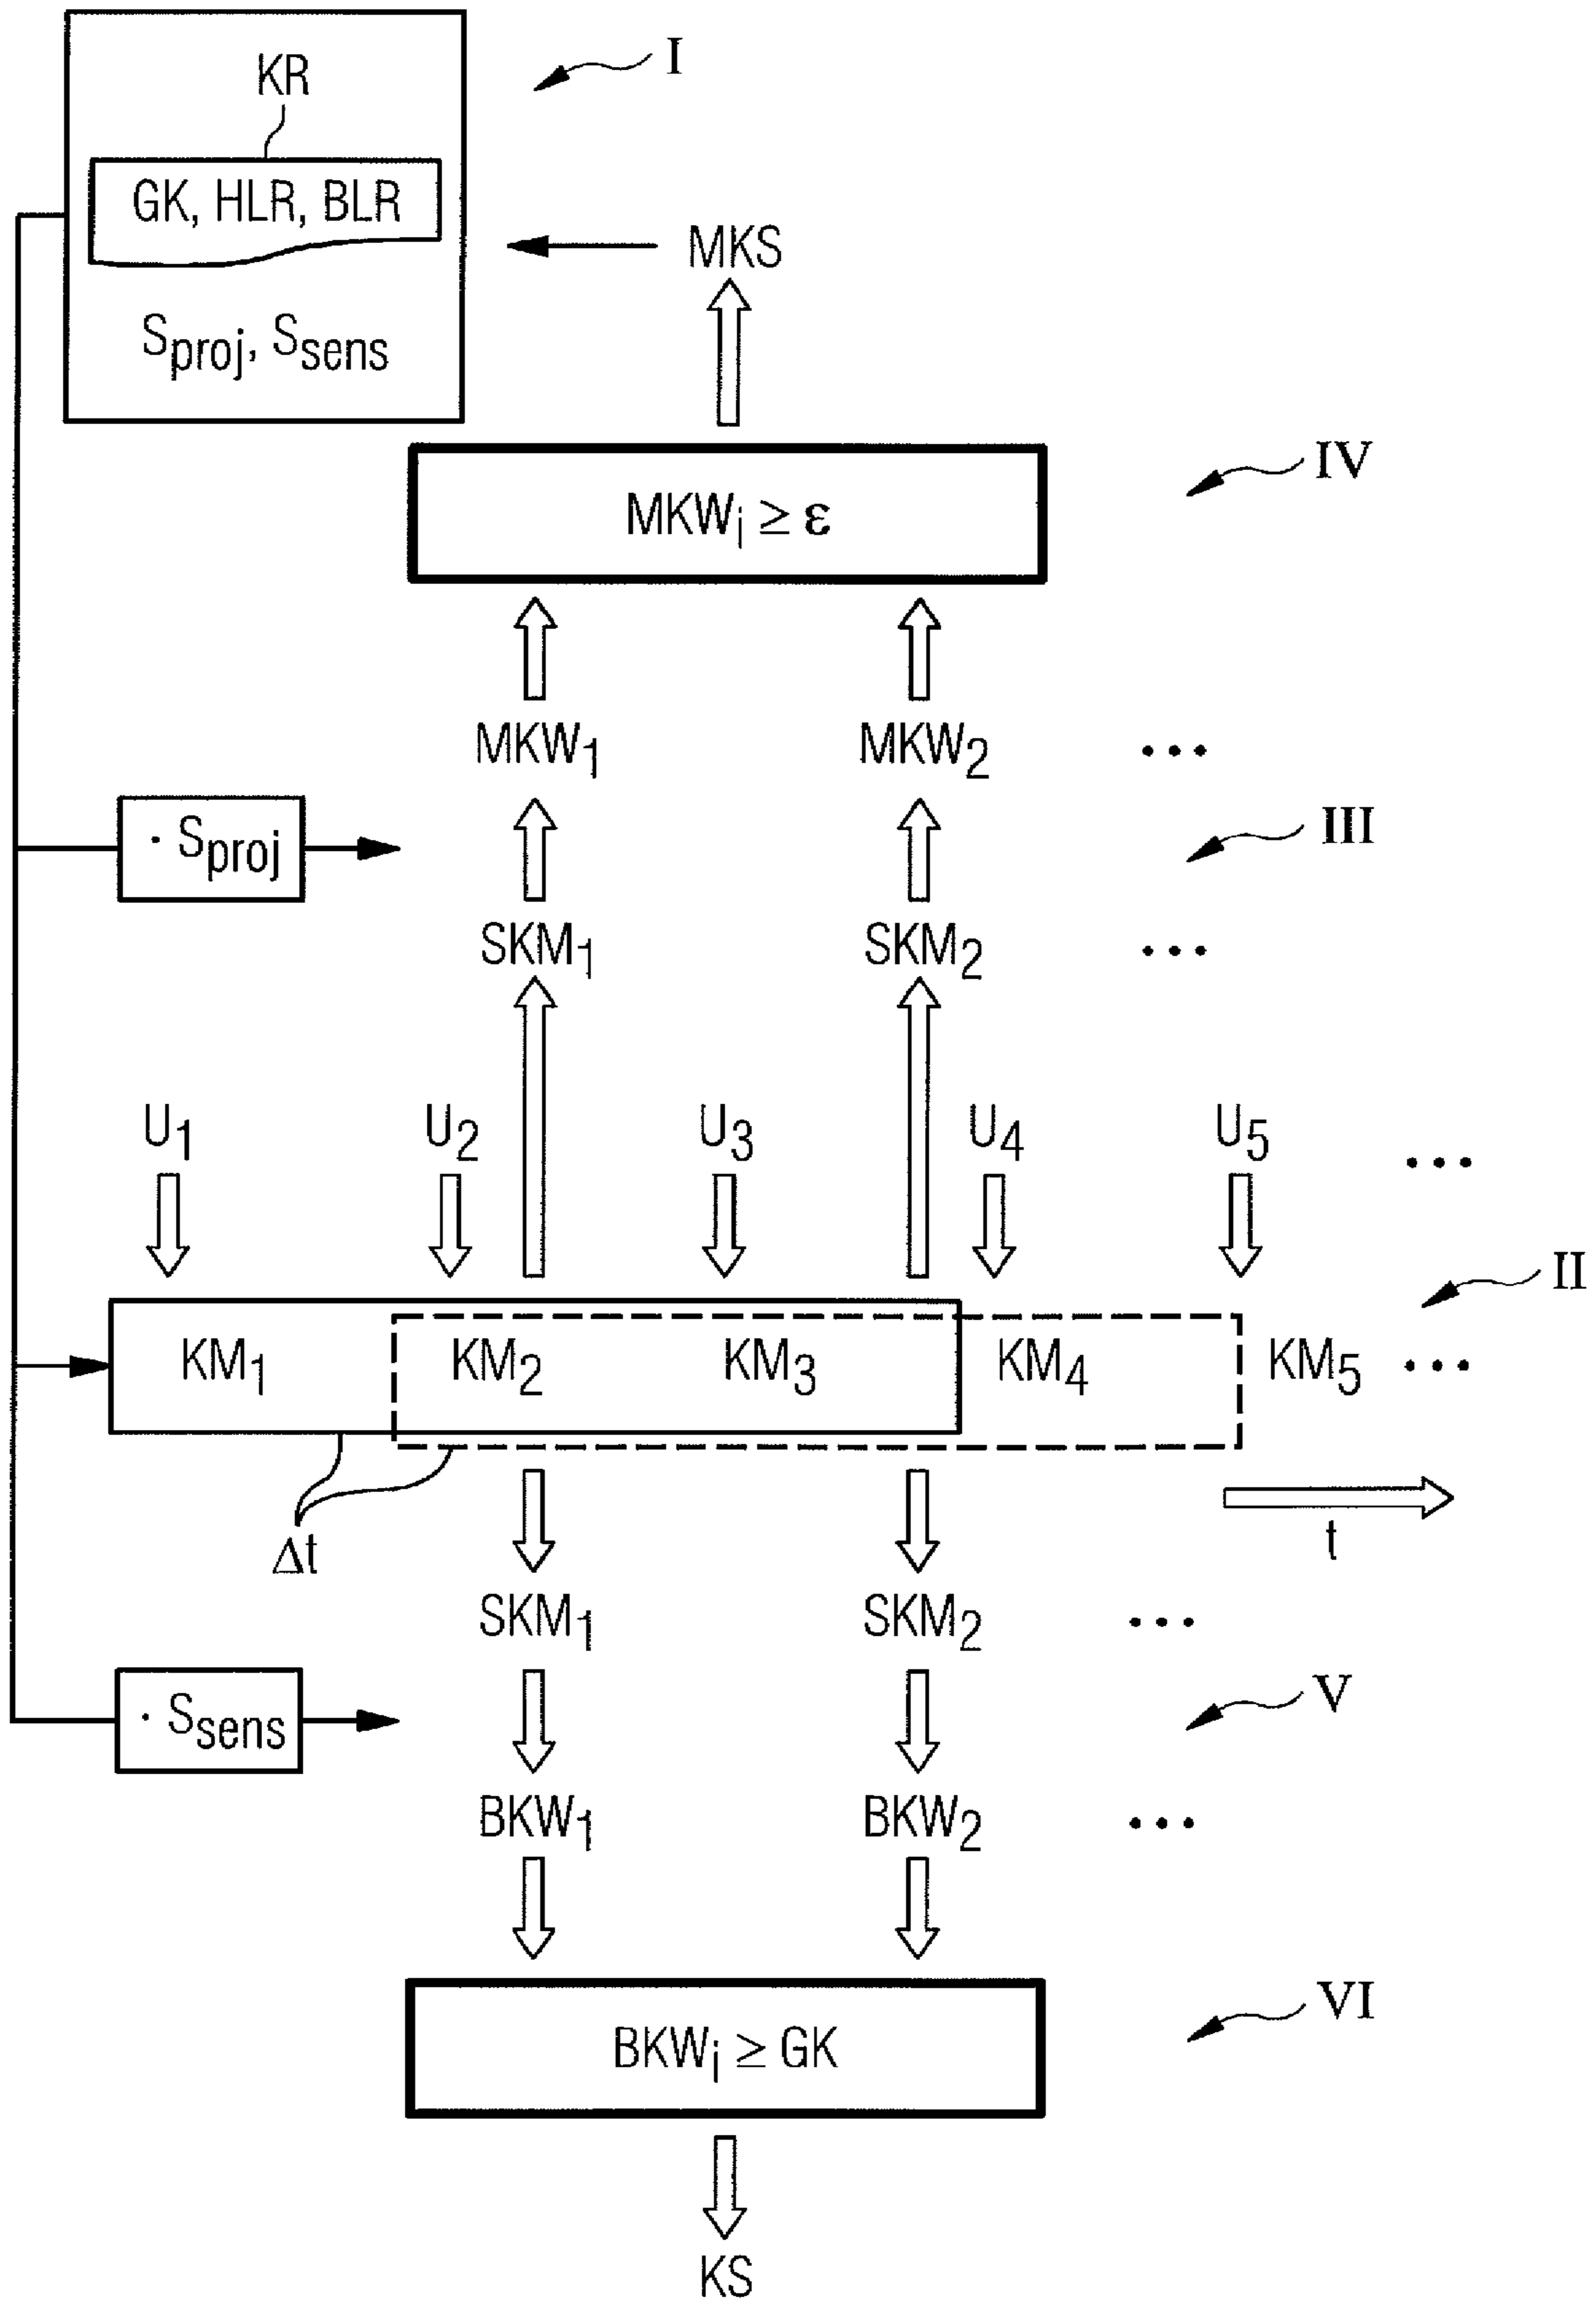 I
KR
GK, HLR, BLR
MKS
Sproj, Ssens
IV
MKWi ≥ ε
MKW1 MKW2 ...
· Sproj
III
SKM1 SKM2 ...
U1 U2 U3 U4 U5 ...
II
KM1 KM2 KM3 KM4 KM5 ...
Δt
t
SKM1 SKM2 ...
· Ssens
V
BKW1 BKW2 ...
VI
BKWi ≥ GK
KS